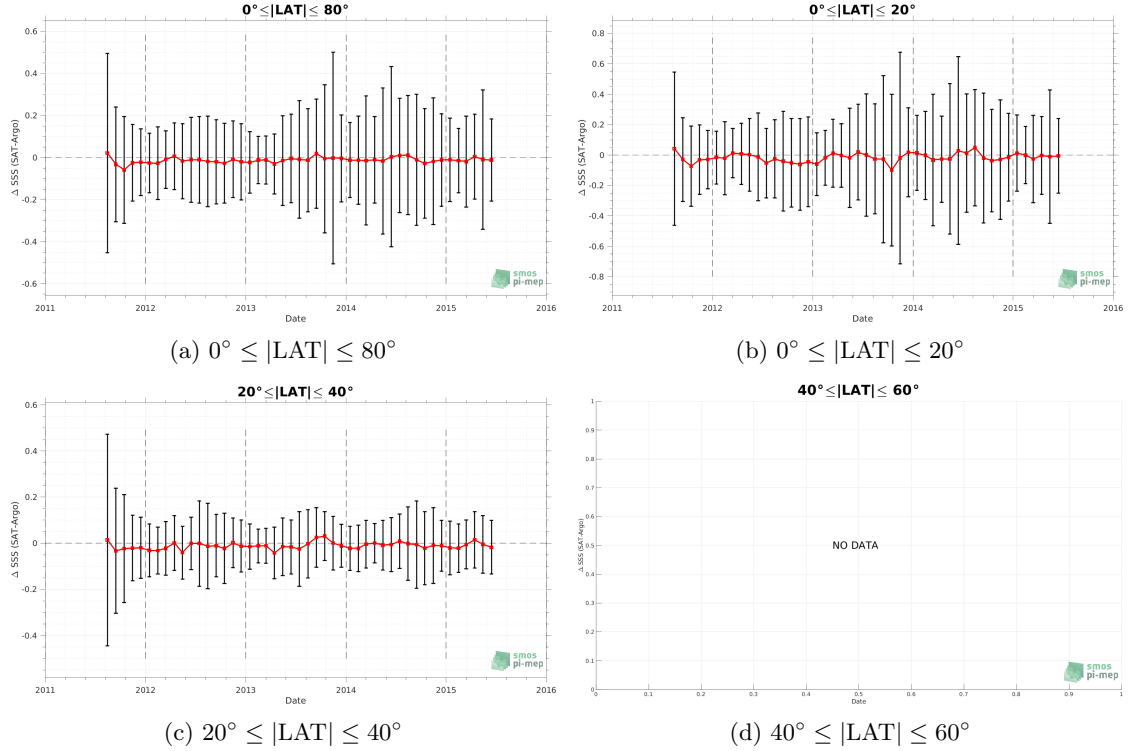 0°≤|LAT|≤ 80°
Δ SSS (SAT-Argo)
0.6
0.4
0.2
0
-0.2
-0.4
-0.6
2011 2012 2013 2014 2015 2016
Date
smos
pi-mep
(a) 0° ≤ |LAT| ≤ 80°
0°≤|LAT|≤ 20°
Δ SSS (SAT-Argo)
0.8
0.6
0.4
0.2
0
-0.2
-0.4
-0.6
-0.8
2011 2012 2013 2014 2015 2016
Date
smos
pi-mep
(b) 0° ≤ |LAT| ≤ 20°
20°≤|LAT|≤ 40°
Δ SSS (SAT-Argo)
0.6
0.4
0.2
0
-0.2
-0.4
2011 2012 2013 2014 2015 2016
Date
smos
pi-mep
(c) 20° ≤ |LAT| ≤ 40°
40°≤|LAT|≤ 60°
Δ SSS (SAT-Argo)
1
0.9
0.8
0.7
0.6
0.5
0.4
0.3
0.2
0.1
0
NO DATA
0 0.1 0.2 0.3 0.4 0.5 0.6 0.7 0.8 0.9 1
Date
smos
pi-mep
(d) 40° ≤ |LAT| ≤ 60°